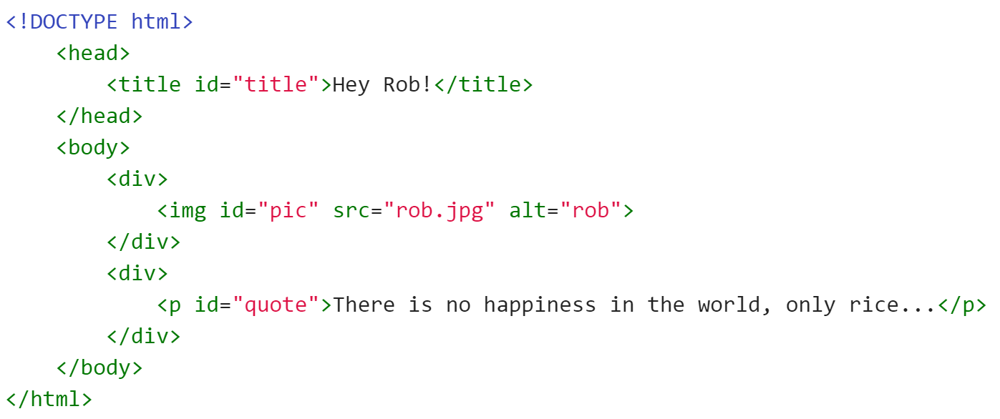 <!DOCTYPE html>
    <head>
        <title id="title">Hey Rob!</title>
    </head>
    <body>
        <div>
            <img id="pic" src="rob.jpg" alt="rob">
        </div>
        <div>
            <p id="quote">There is no happiness in the world, only rice...</p>
        </div>
    </body>
</html>